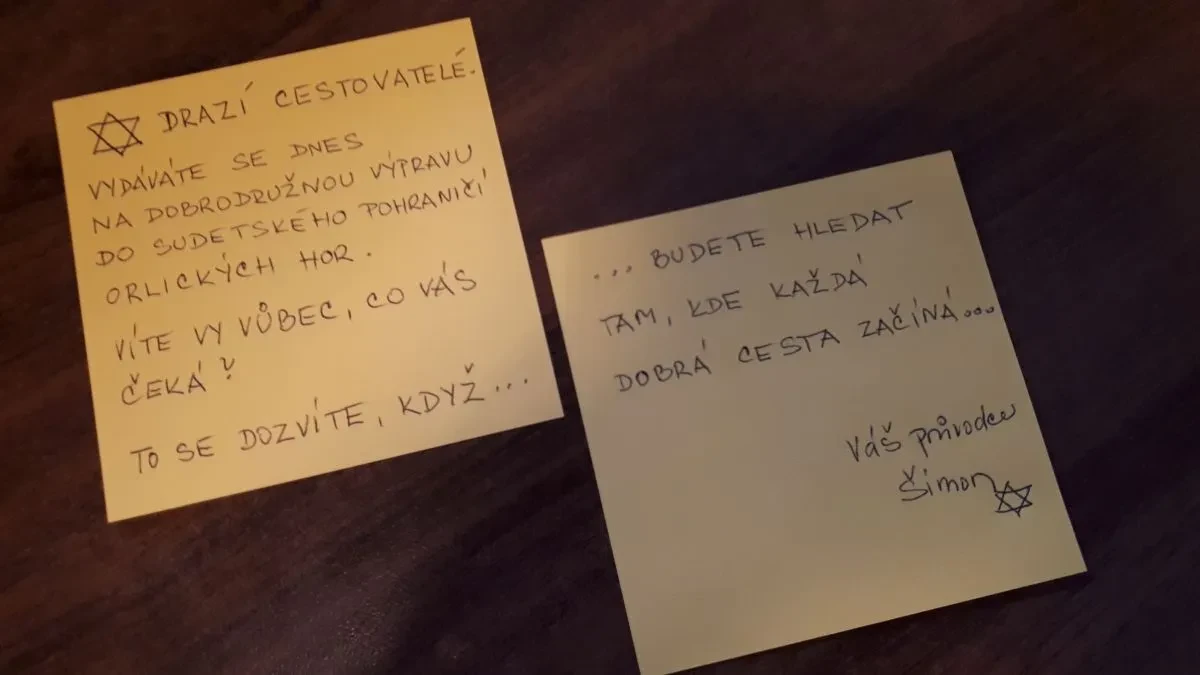 DRAZÍ CESTOVATELÉ.
VYDÁVÁTE SE DNES
NA DOBRODRUŽNOU VÝPRAVU
DO SUDETSKÉHO POHRANIČÍ
ORLICKÝCH HOR.
VÍTE VY VŮBEC, CO VÁS
ČEKÁ?
TO SE DOZVÍTE, KDYŽ...
... BUDETE HLEDAT
TAM, KDE KAŽDÁ
DOBRÁ CESTA ZAČÍNÁ...
Váš průvodce
Šimon